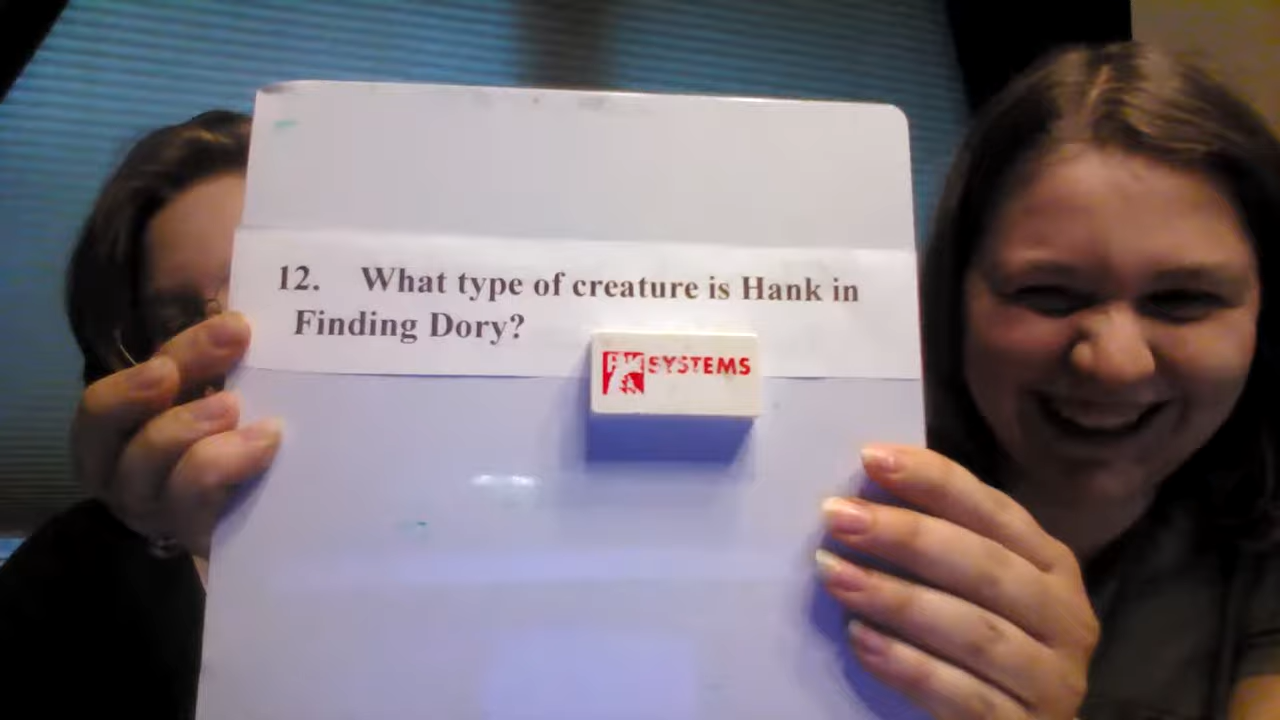 12. What type of creature is Hank in
Finding Dory?
SYSTEMS